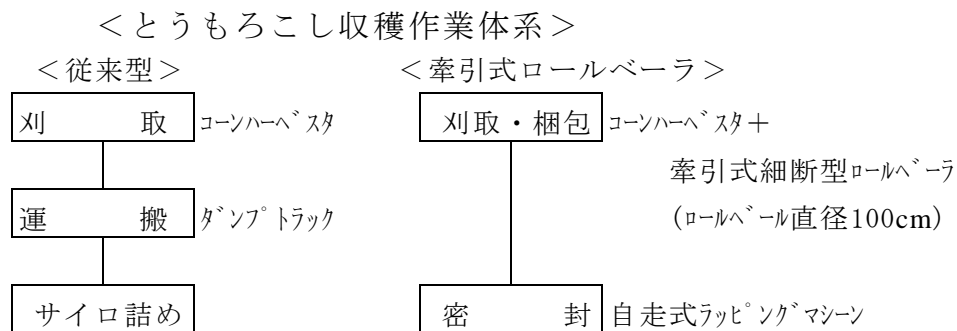 ＜とうもろこし収穫作業体系＞
＜従来型＞　＜牽引式ロールベーラ＞
刈　取 ｺｰﾝﾊｰﾍﾞｽﾀ　刈取・梱包 ｺｰﾝﾊｰﾍﾞｽﾀ＋
牽引式細断型ﾛｰﾙﾍﾞｰﾗ
運　搬 ﾀﾞﾝﾌﾟﾄﾗｯｸ　(ﾛｰﾙﾍﾞｰﾙ直径100cm)
サイロ詰め　密　封 自走式ﾗｯﾋﾟﾝｸﾞﾏｼｰﾝ